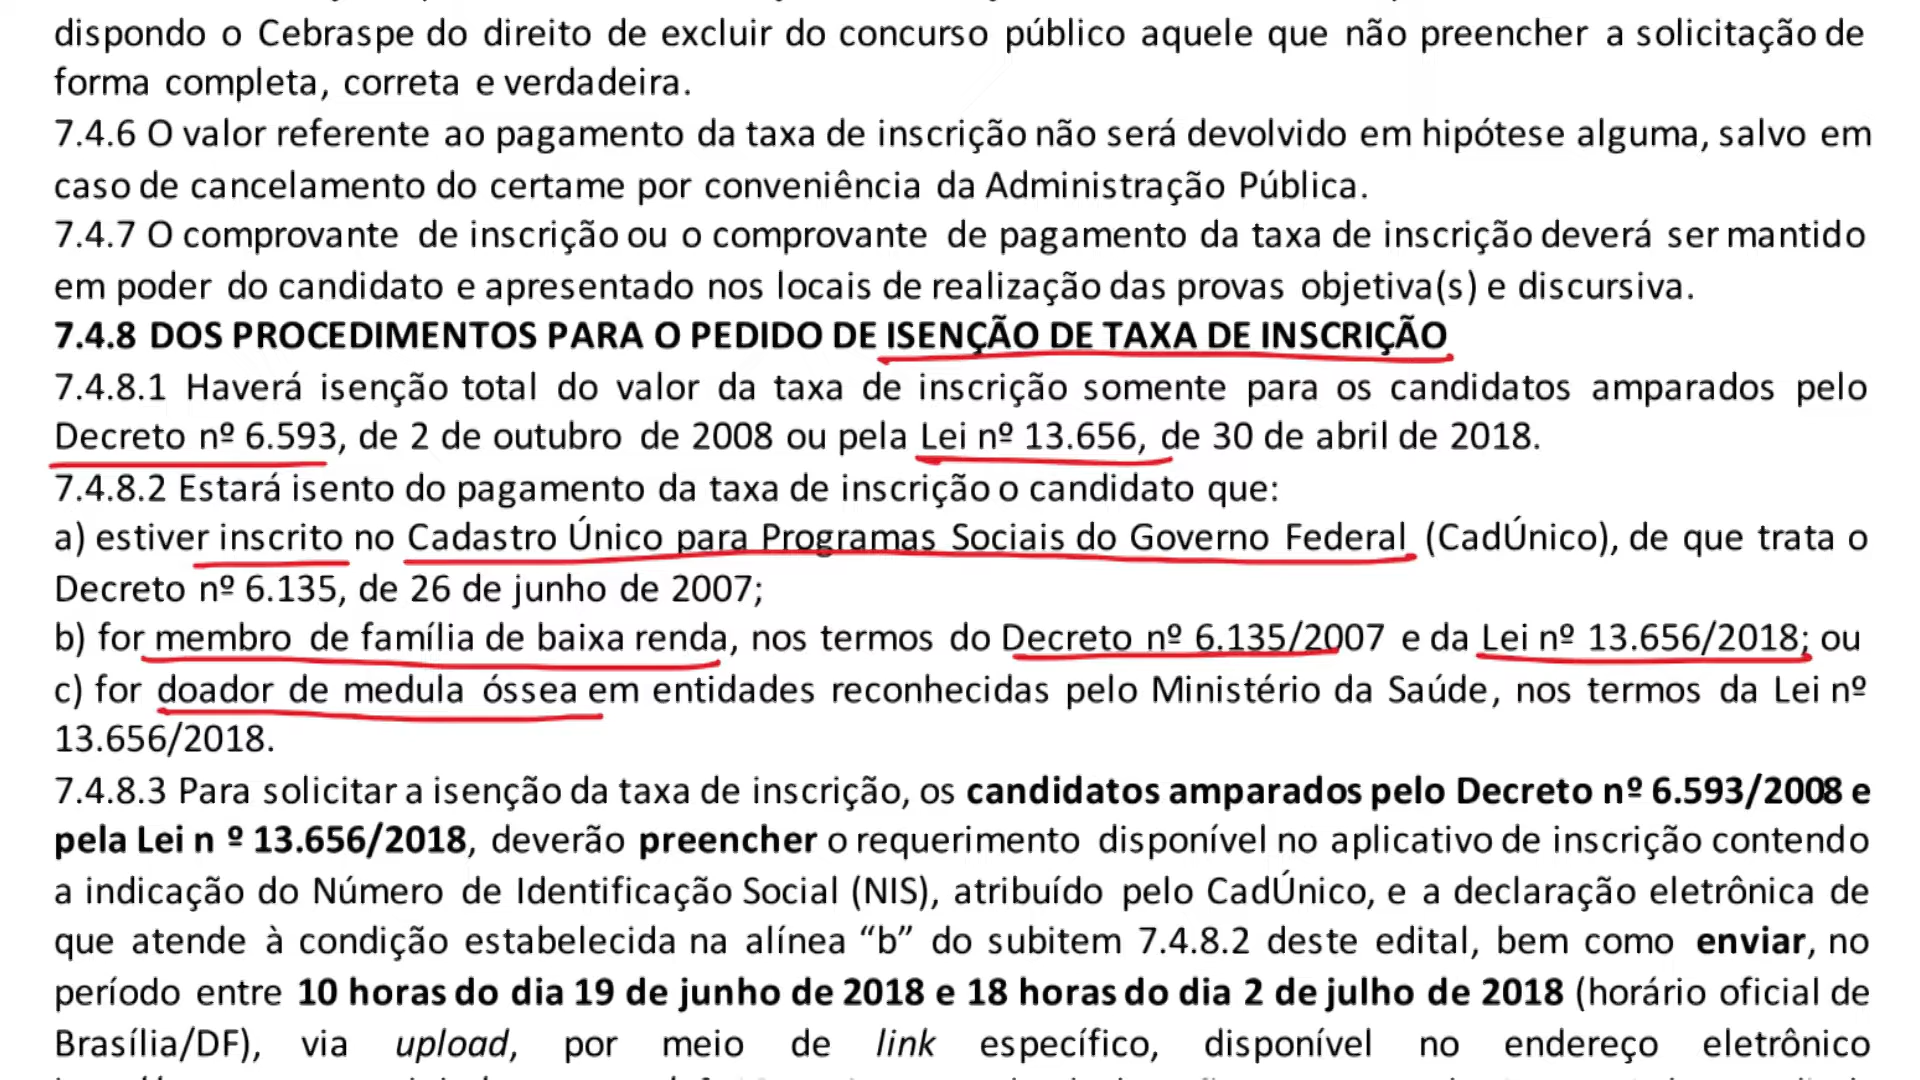 dispondo o Cebraspe do direito de excluir do concurso público aquele que não preencher a solicitação de
forma completa, correta e verdadeira.
7.4.6 O valor referente ao pagamento da taxa de inscrição não será devolvido em hipótese alguma, salvo em
caso de cancelamento do certame por conveniência da Administração Pública.
7.4.7 O comprovante de inscrição ou o comprovante de pagamento da taxa de inscrição deverá ser mantido
em poder do candidato e apresentado nos locais de realização das provas objetiva(s) e discursiva.
7.4.8 DOS PROCEDIMENTOS PARA O PEDIDO DE ISENÇÃO DE TAXA DE INSCRIÇÃO
7.4.8.1 Haverá isenção total do valor da taxa de inscrição somente para os candidatos amparados pelo
Decreto nº 6.593, de 2 de outubro de 2008 ou pela Lei nº 13.656, de 30 de abril de 2018.
7.4.8.2 Estará isento do pagamento da taxa de inscrição o candidato que:
a) estiver inscrito no Cadastro Único para Programas Sociais do Governo Federal (CadÚnico), de que trata o
Decreto nº 6.135, de 26 de junho de 2007;
b) for membro de família de baixa renda, nos termos do Decreto nº 6.135/2007 e da Lei nº 13.656/2018; ou
c) for doador de medula óssea em entidades reconhecidas pelo Ministério da Saúde, nos termos da Lei nº
13.656/2018.
7.4.8.3 Para solicitar a isenção da taxa de inscrição, os candidatos amparados pelo Decreto nº 6.593/2008 e
pela Lei n º 13.656/2018, deverão preencher o requerimento disponível no aplicativo de inscrição contendo
a indicação do Número de Identificação Social (NIS), atribuído pelo CadÚnico, e a declaração eletrônica de
que atende à condição estabelecida na alínea “b” do subitem 7.4.8.2 deste edital, bem como enviar, no
período entre 10 horas do dia 19 de junho de 2018 e 18 horas do dia 2 de julho de 2018 (horário oficial de
Brasília/DF), via upload, por meio de link específico, disponível no endereço eletrônico